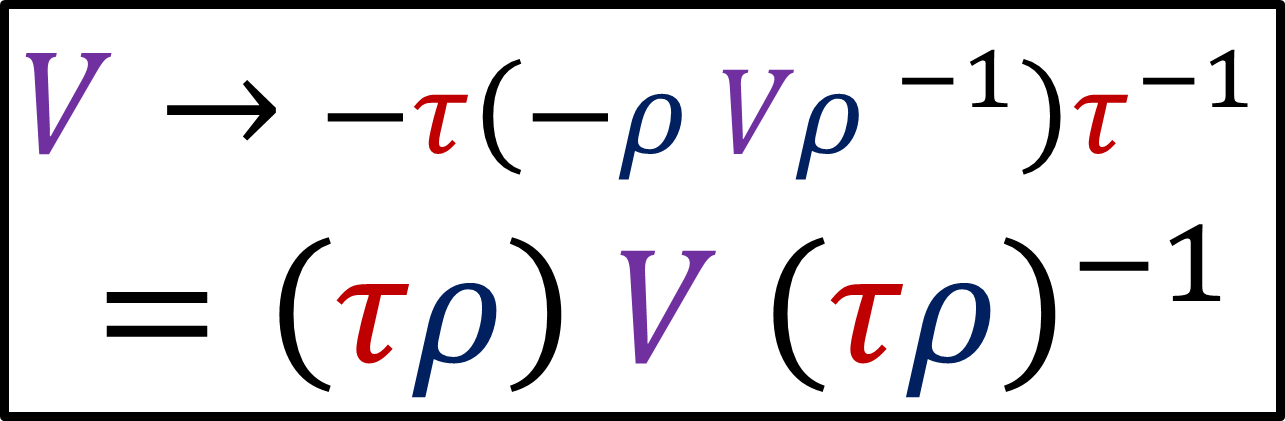 V → −τ(−ρ Vρ ⁻¹)τ⁻¹
= (τρ) V (τρ)⁻¹